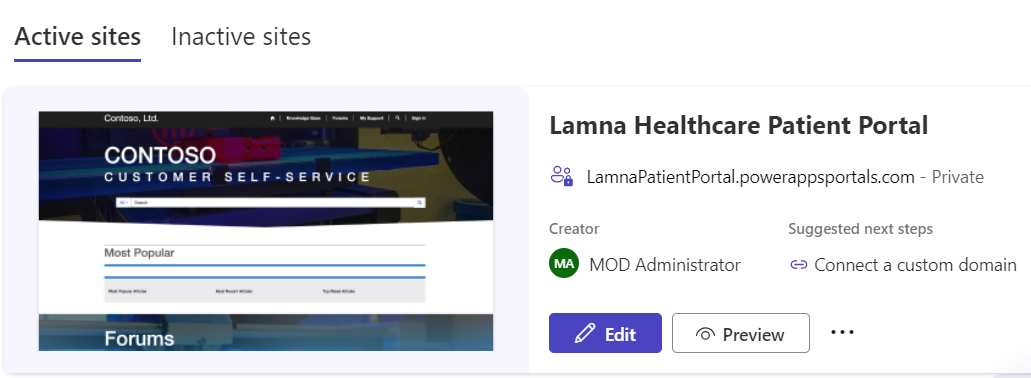 Active sites Inactive sites
Contoso, Ltd.
Knowledge Base Forums My Support Sign in
CONTOSO
CUSTOMER SELF-SERVICE
All Search
Most Popular
Most Popular Articles Most Recent Articles Top Rated Articles
Forums
Lamna Healthcare Patient Portal
LamnaPatientPortal.powerappsportals.com - Private
Creator Suggested next steps
MA MOD Administrator Connect a custom domain
Edit Preview ...